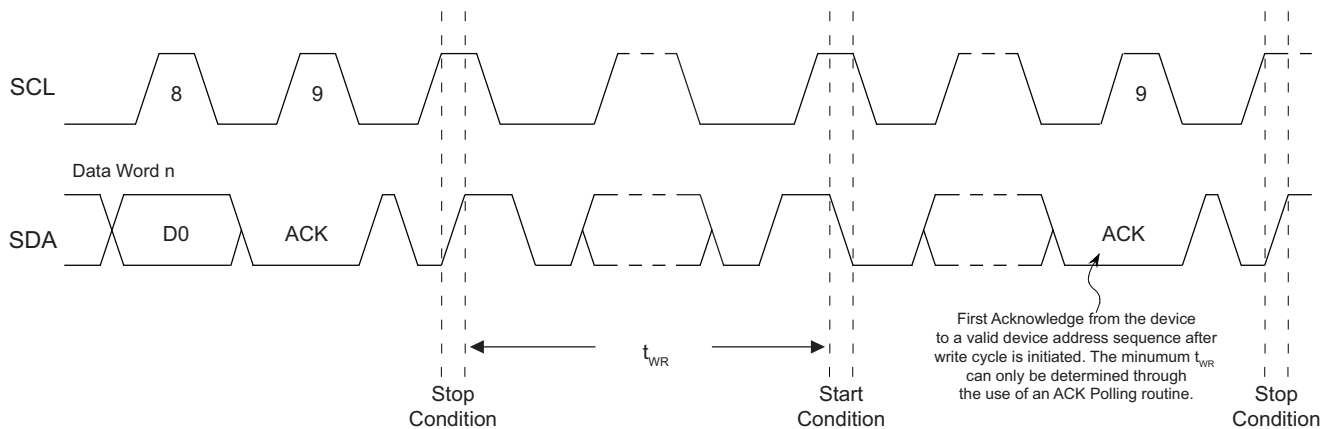 SCL
8
9
9
Data Word n
SDA
D0
ACK
ACK
First Acknowledge from the device
to a valid device address sequence after
write cycle is initiated. The minumum tWR
can only be determined through
the use of an ACK Polling routine.
tWR
Stop
Condition
Start
Condition
Stop
Condition